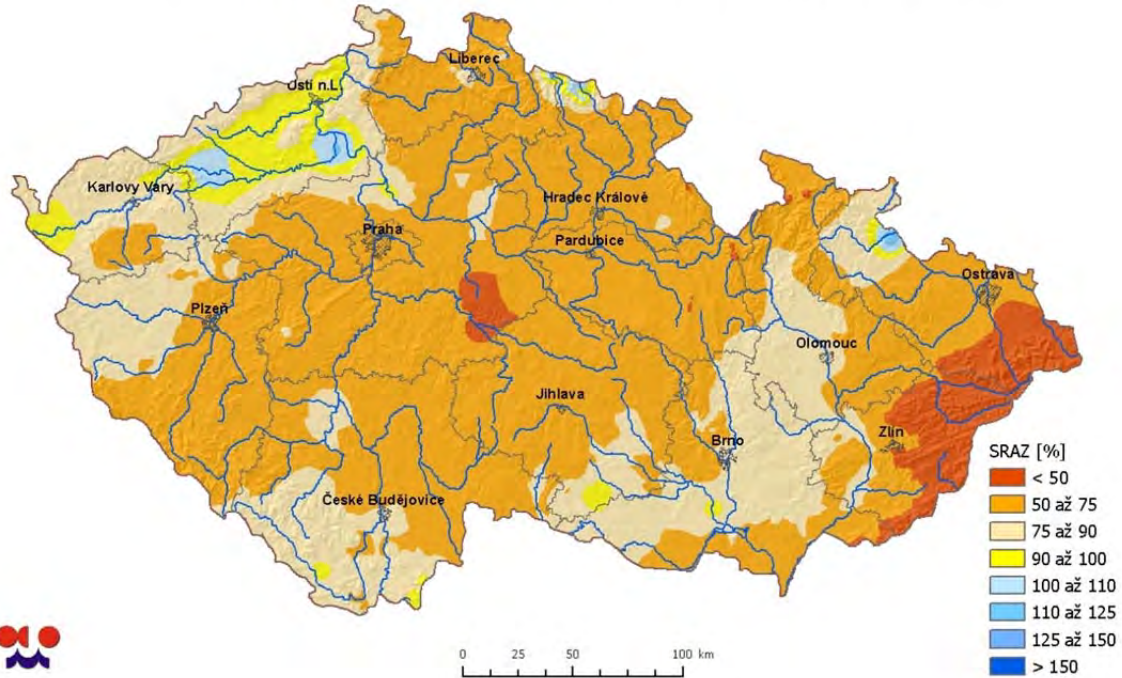 Liberec
Ústí n.L
Karlovy Vary
Hradec Králové
Praha
Pardubice
Ostrava
Plzeň
Olomouc
Jihlava
Zlín
Brno
České Budějovice
SRAZ [%]
< 50
50 až 75
75 až 90
90 až 100
100 až 110
110 až 125
125 až 150
> 150
0 25 50 100 km